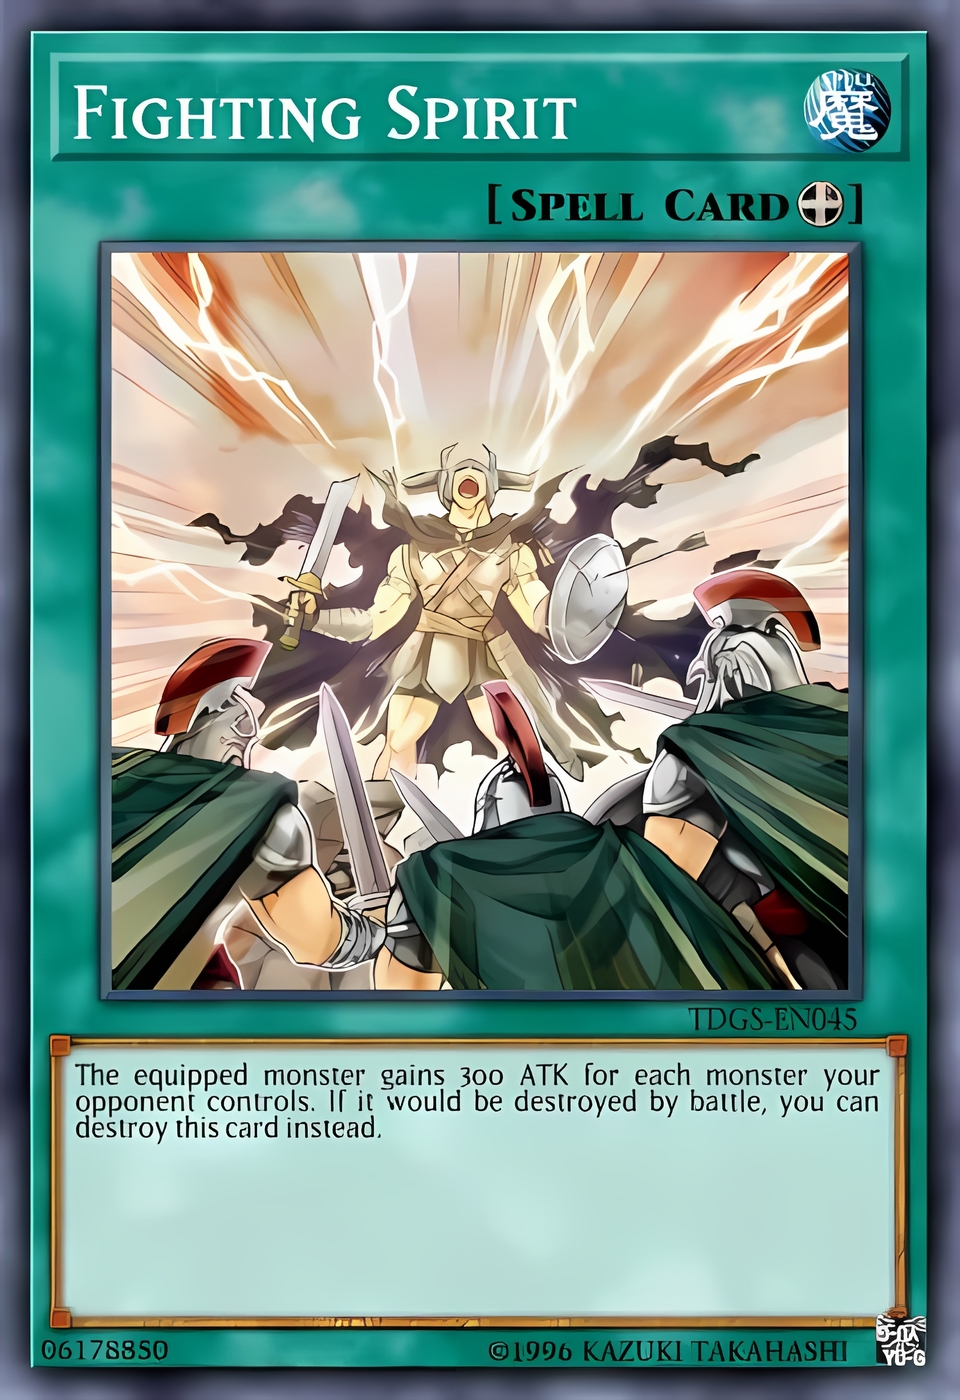 FIGHTING SPIRIT
魔
[SPELL CARD]
TDGS-EN045
The equipped monster gains 300 ATK for each monster your
opponent controls. If it would be destroyed by battle, you can
destroy this card instead.
06178850
©1996 KAZUKI TAKAHASHI